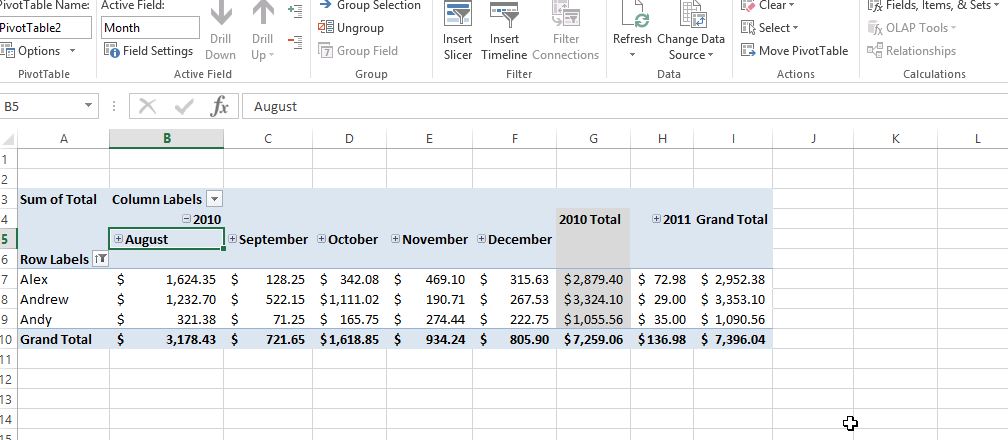 PivotTable Name: Active Field: Group Selection Clear Fields, Items, & Sets
PivotTable2 Month Drill Drill Ungroup Insert Insert Filter Refresh Change Data Select OLAP Tools
Options Field Settings Down Up Group Field Slicer Timeline Connections Source Move PivotTable Relationships
PivotTable Active Field Group Filter Data Actions Calculations
B5 fx August
A B C D E F G H I J K L
1
2
3 Sum of Total Column Labels
4 2010 2010 Total 2011 Grand Total
5 August September October November December
6 Row Labels
7 Alex $ 1,624.35 $ 128.25 $ 342.08 $ 469.10 $ 315.63 $2,879.40 $ 72.98 $ 2,952.38
8 Andrew $ 1,232.70 $ 522.15 $1,111.02 $ 190.71 $ 267.53 $3,324.10 $ 29.00 $ 3,353.10
9 Andy $ 321.38 $ 71.25 $ 165.75 $ 274.44 $ 222.75 $1,055.56 $ 35.00 $ 1,090.56
10 Grand Total $ 3,178.43 $ 721.65 $1,618.85 $ 934.24 $ 805.90 $7,259.06 $136.98 $ 7,396.04
11
12
13
14
15